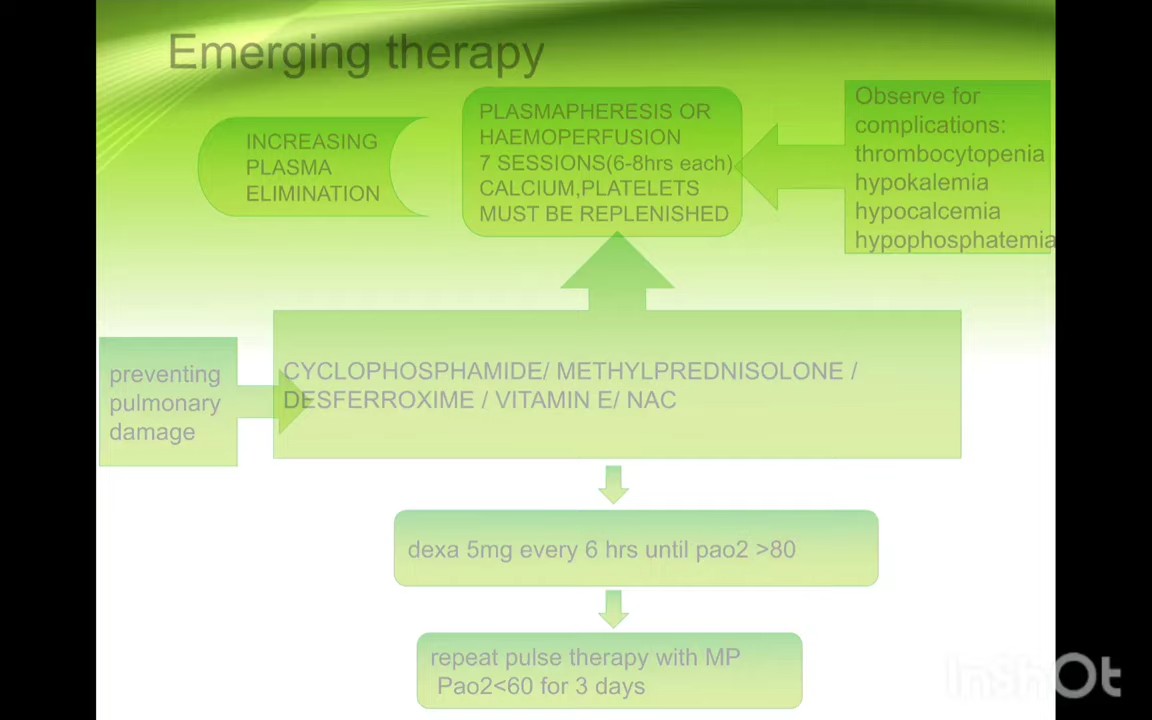 Emerging therapy
INCREASING
PLASMA
ELIMINATION
PLASMAPHERESIS OR
HAEMOPERFUSION
7 SESSIONS(6-8hrs each)
CALCIUM,PLATELETS
MUST BE REPLENISHED
Observe for
complications:
thrombocytopenia
hypokalemia
hypocalcemia
hypophosphatemia
preventing
pulmonary
damage
CYCLOPHOSPHAMIDE/ METHYLPREDNISOLONE /
DESFERROXIME / VITAMIN E/ NAC
dexa 5mg every 6 hrs until pao2 >80
repeat pulse therapy with MP
Pao2<60 for 3 days
InShOt